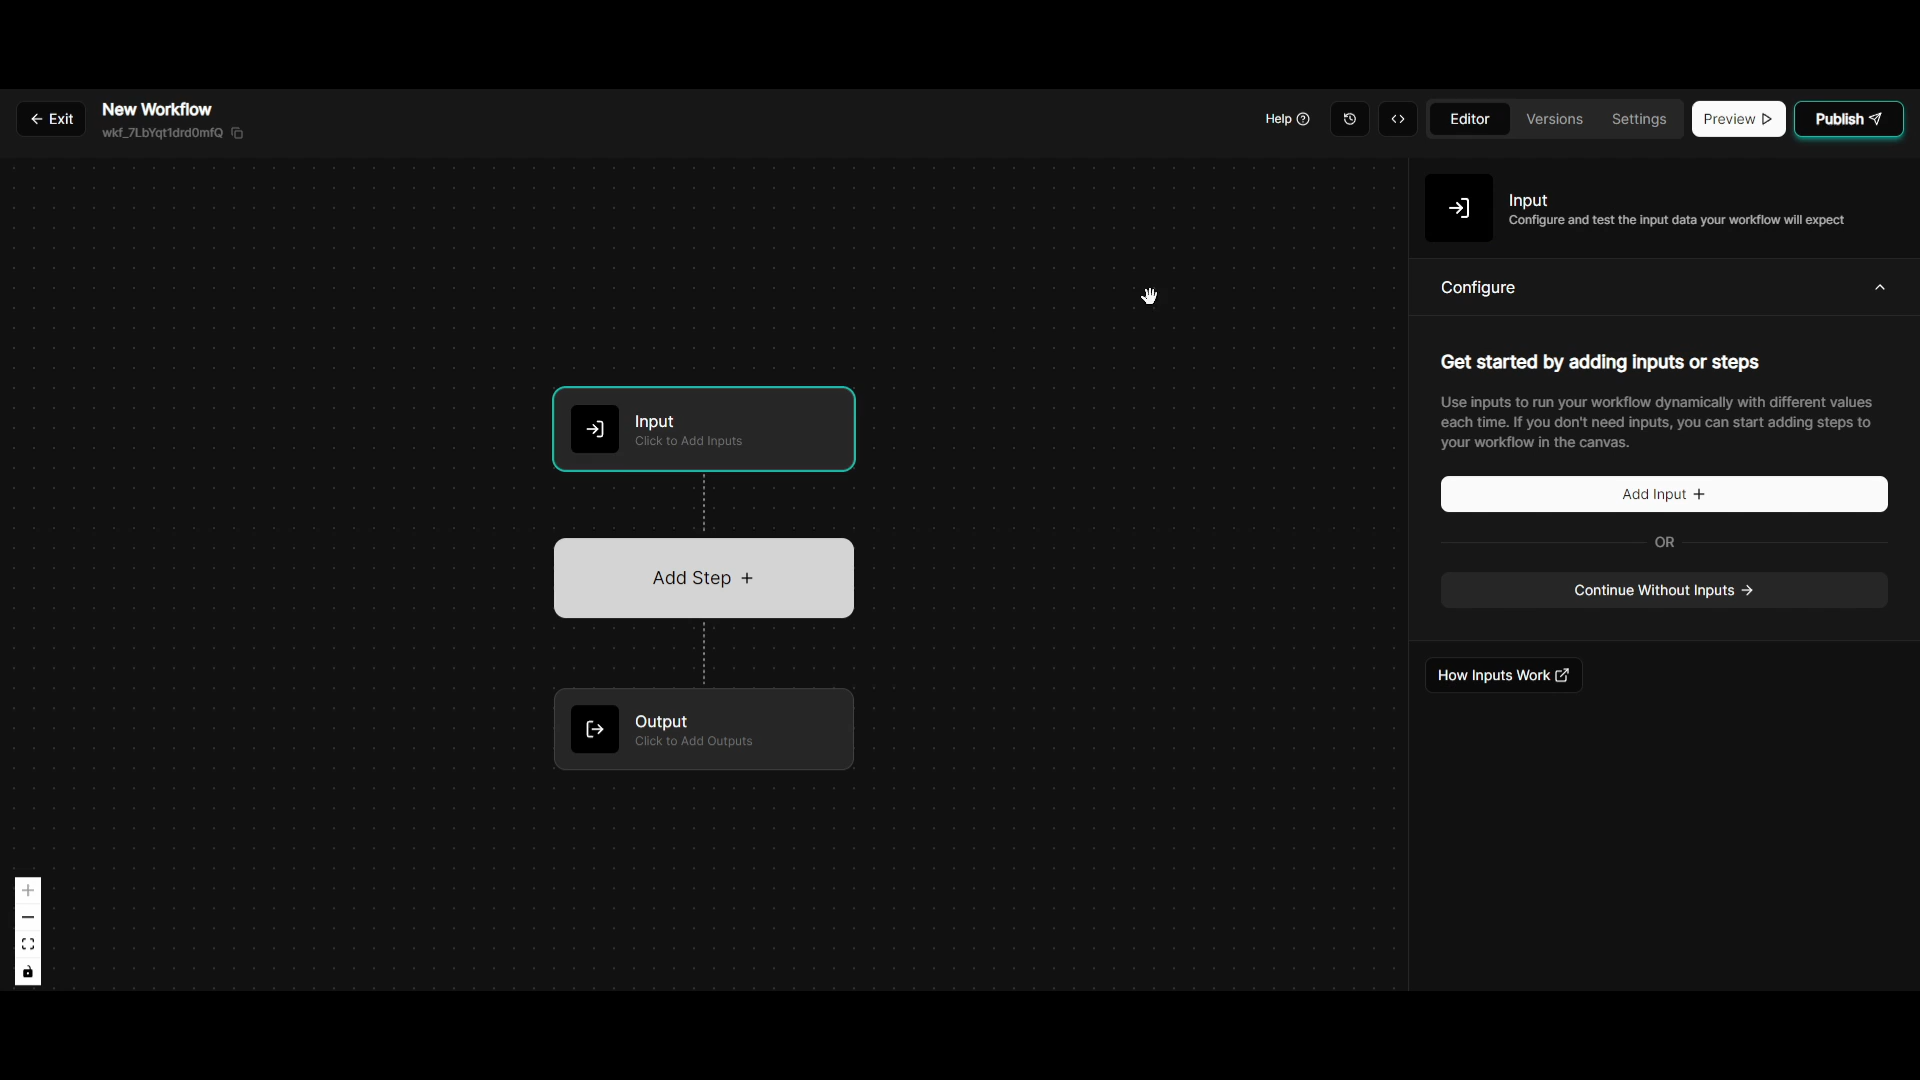 Exit
New Workflow
wkf_7LbYqt1drd0mfQ
Help
Editor
Versions
Settings
Preview
Publish
Input
Click to Add Inputs
Add Step +
Output
Click to Add Outputs
Input
Configure and test the input data your workflow will expect
Configure
Get started by adding inputs or steps
Use inputs to run your workflow dynamically with different values
each time. If you don't need inputs, you can start adding steps to
your workflow in the canvas.
Add Input +
OR
Continue Without Inputs →
How Inputs Work